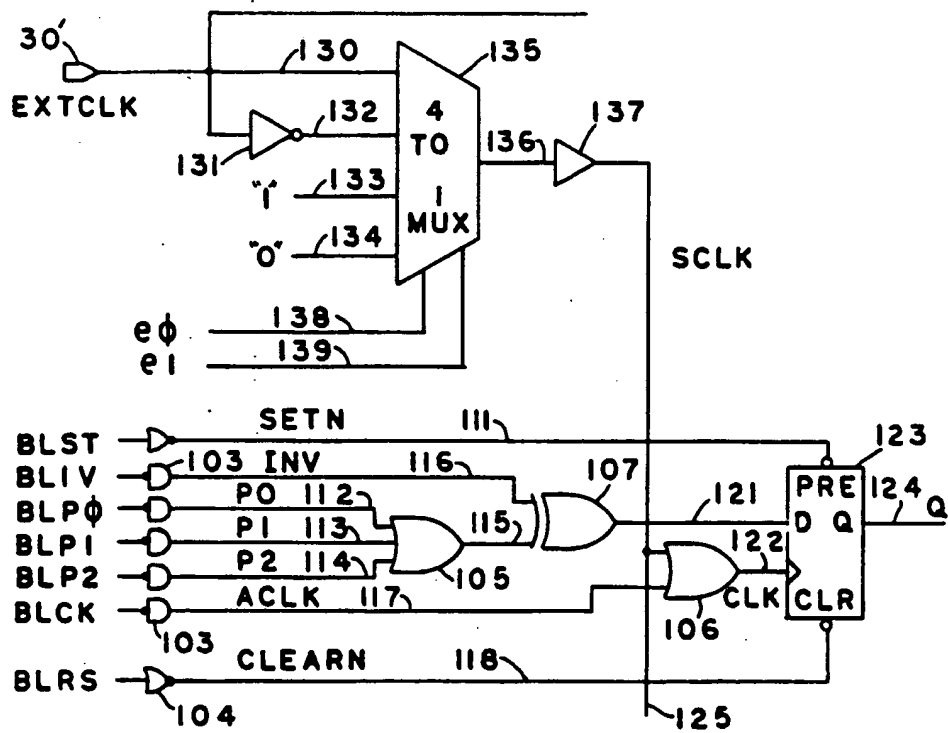 30'
130
135
EXTCLK
131
132
4
TO
1
MUX
136
137
"1"
133
"0"
134
SCLK
eϕ
138
e1
139
BLST
SETN
111
123
BLIV
103
INV
116
107
PRE
124
Q
BLPϕ
PO
112
115
121
D Q
BLP1
P1
113
122
BLP2
P2
114
105
CLK
CLR
BLCK
ACLK
117
106
103
BLRS
CLEARN
118
104
125